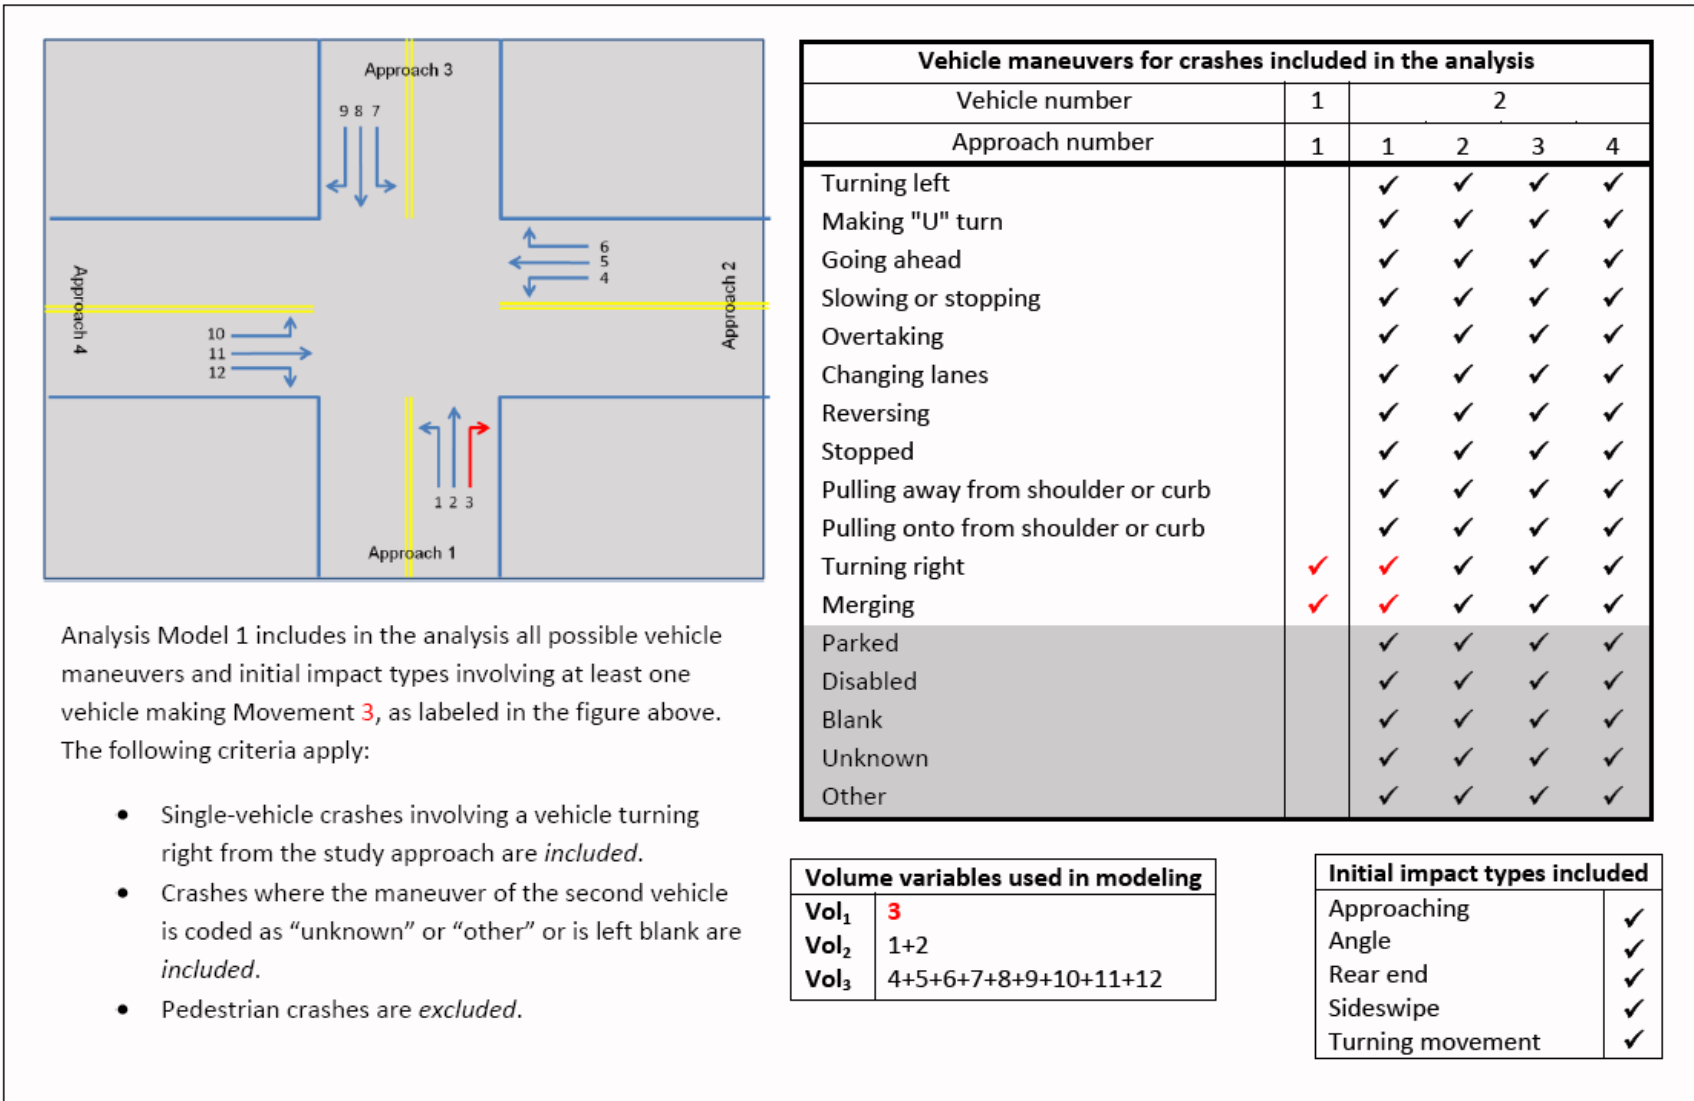 Approach 3
9 8 7
6
5
4
Approach 2
Approach 4
10
11
12
1 2 3
Approach 1
Analysis Model 1 includes in the analysis all possible vehicle
maneuvers and initial impact types involving at least one
vehicle making Movement 3, as labeled in the figure above.
The following criteria apply:
• Single-vehicle crashes involving a vehicle turning
right from the study approach are included.
• Crashes where the maneuver of the second vehicle
is coded as “unknown” or “other” or is left blank are
included.
• Pedestrian crashes are excluded.
Vehicle maneuvers for crashes included in the analysis
Vehicle number 1 2
Approach number 1 1 2 3 4
Turning left ✓ ✓ ✓ ✓
Making "U" turn ✓ ✓ ✓ ✓
Going ahead ✓ ✓ ✓ ✓
Slowing or stopping ✓ ✓ ✓ ✓
Overtaking ✓ ✓ ✓ ✓
Changing lanes ✓ ✓ ✓ ✓
Reversing ✓ ✓ ✓ ✓
Stopped ✓ ✓ ✓ ✓
Pulling away from shoulder or curb ✓ ✓ ✓ ✓
Pulling onto from shoulder or curb ✓ ✓ ✓ ✓
Turning right ✓ ✓ ✓ ✓ ✓
Merging ✓ ✓ ✓ ✓ ✓
Parked ✓ ✓ ✓ ✓
Disabled ✓ ✓ ✓ ✓
Blank ✓ ✓ ✓ ✓
Unknown ✓ ✓ ✓ ✓
Other ✓ ✓ ✓ ✓
Volume variables used in modeling
Vol₁ 3
Vol₂ 1+2
Vol₃ 4+5+6+7+8+9+10+11+12
Initial impact types included
Approaching ✓
Angle ✓
Rear end ✓
Sideswipe ✓
Turning movement ✓